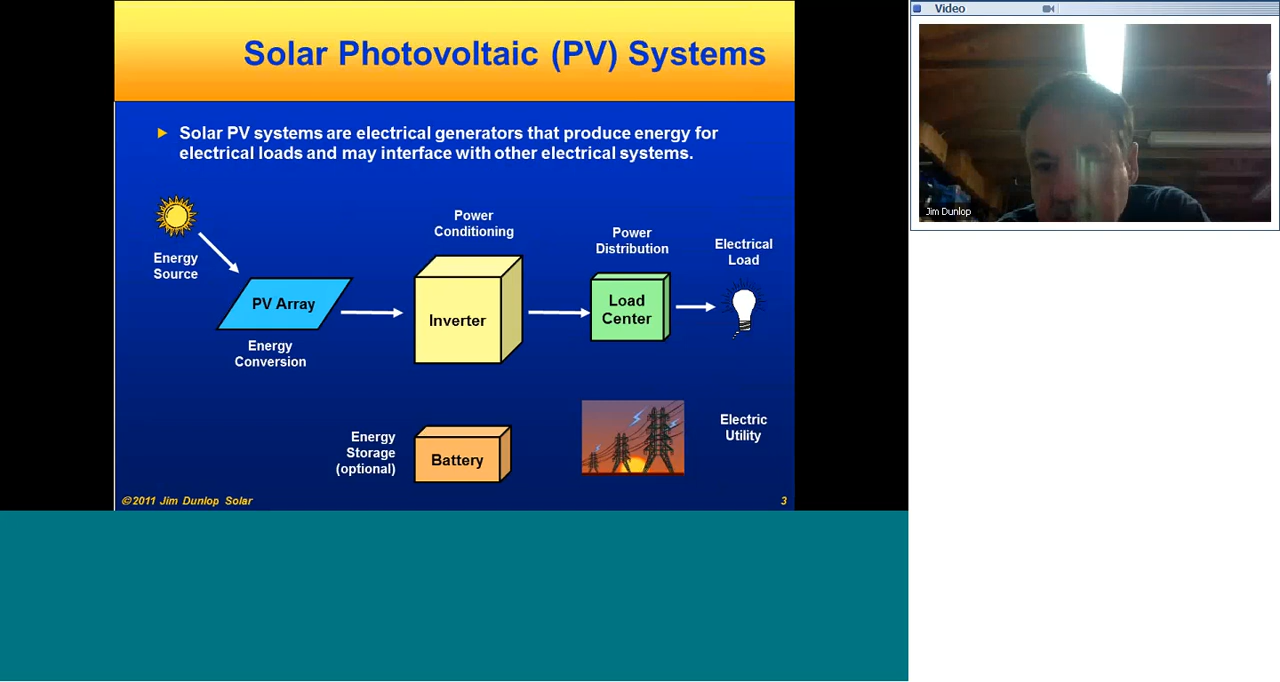 Solar Photovoltaic (PV) Systems
Solar PV systems are electrical generators that produce energy for
electrical loads and may interface with other electrical systems.
Energy
Source
PV Array
Energy
Conversion
Power
Conditioning
Inverter
Power
Distribution
Load
Center
Electrical
Load
Energy
Storage
(optional)
Battery
Electric
Utility
©2011 Jim Dunlop Solar
3
Video
Jim Dunlop